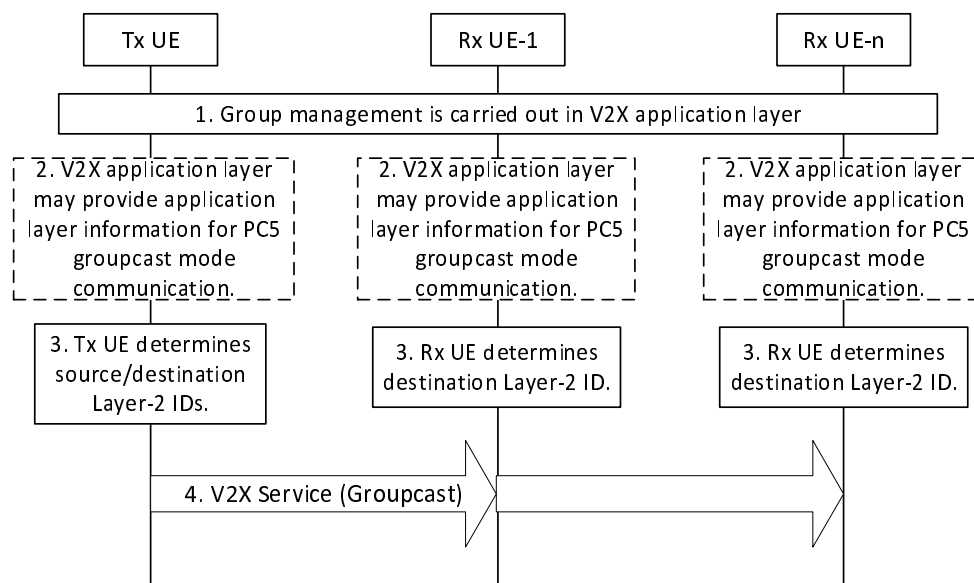 Tx UE
Rx UE-1
Rx UE-n
1. Group management is carried out in V2X application layer
2. V2X application layer
may provide application
layer information for PC5
groupcast mode
communication.
2. V2X application layer
may provide application
layer information for PC5
groupcast mode
communication.
2. V2X application layer
may provide application
layer information for PC5
groupcast mode
communication.
3. Tx UE determines
source/destination
Layer-2 IDs.
3. Rx UE determines
destination Layer-2 ID.
3. Rx UE determines
destination Layer-2 ID.
4. V2X Service (Groupcast)